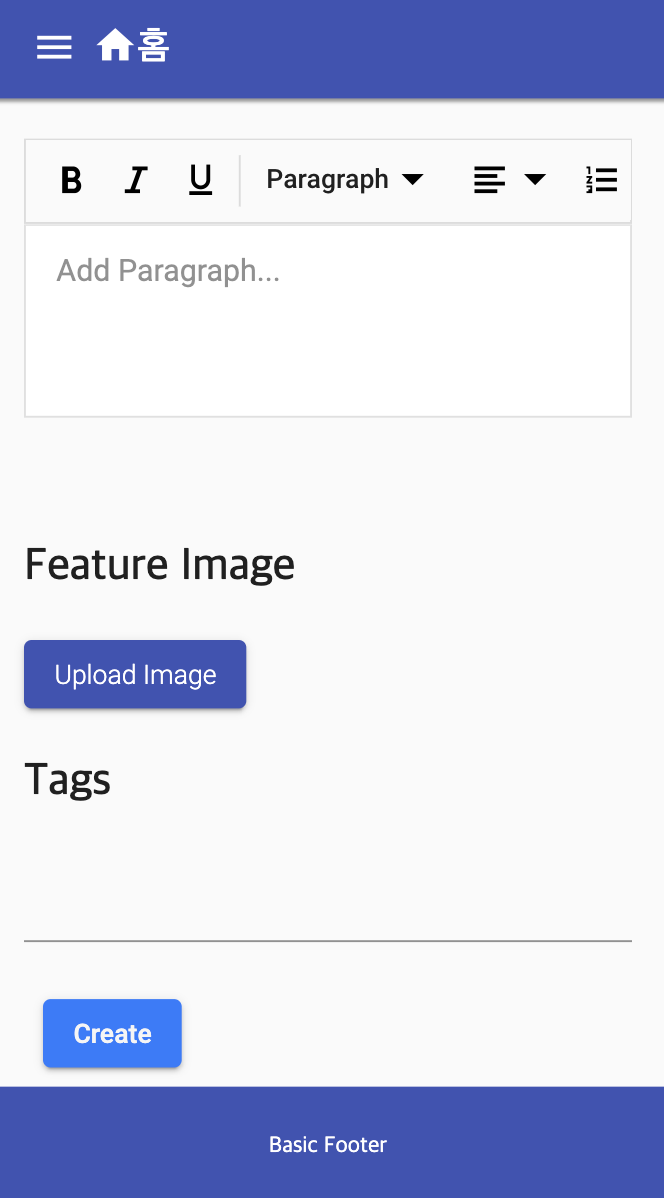 홈
B I U Paragraph
Add Paragraph...
Feature Image
Upload Image
Tags
Create
Basic Footer